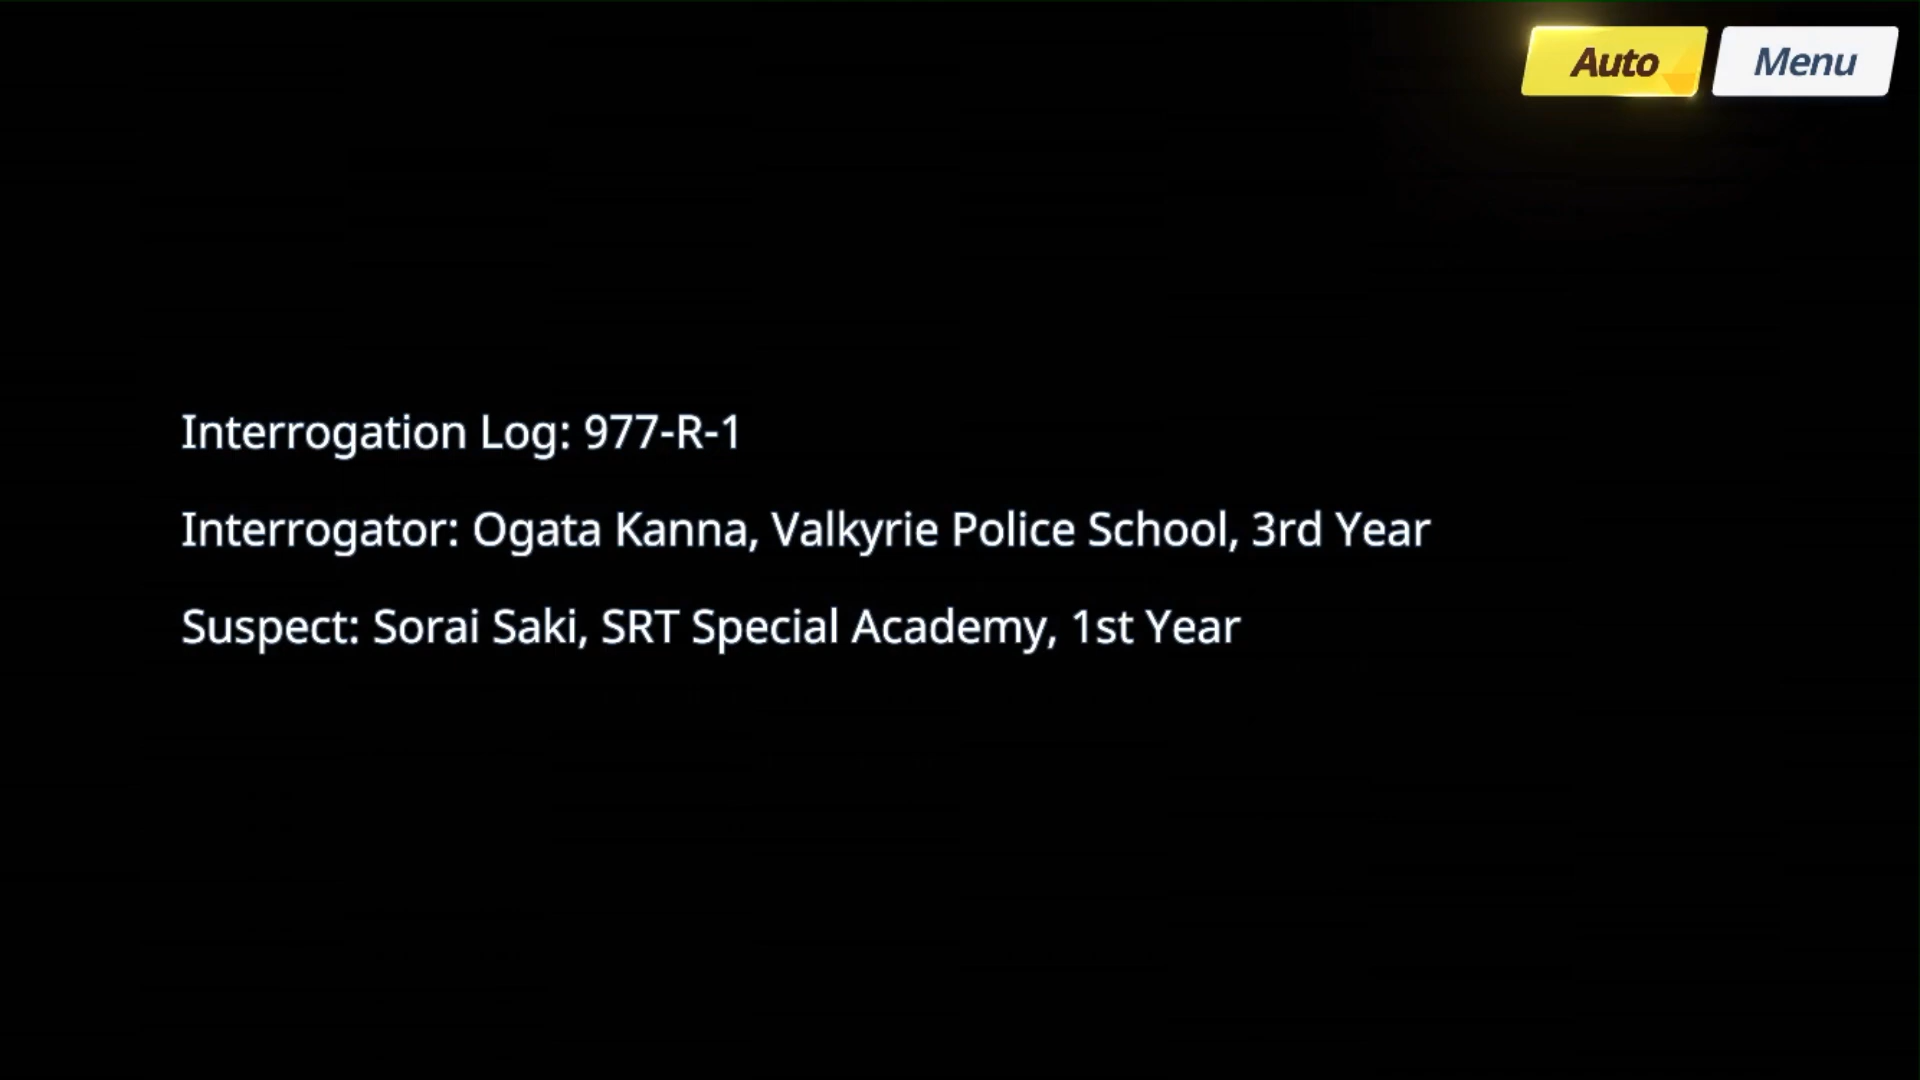 Auto
Menu
Interrogation Log: 977-R-1
Interrogator: Ogata Kanna, Valkyrie Police School, 3rd Year
Suspect: Sorai Saki, SRT Special Academy, 1st Year